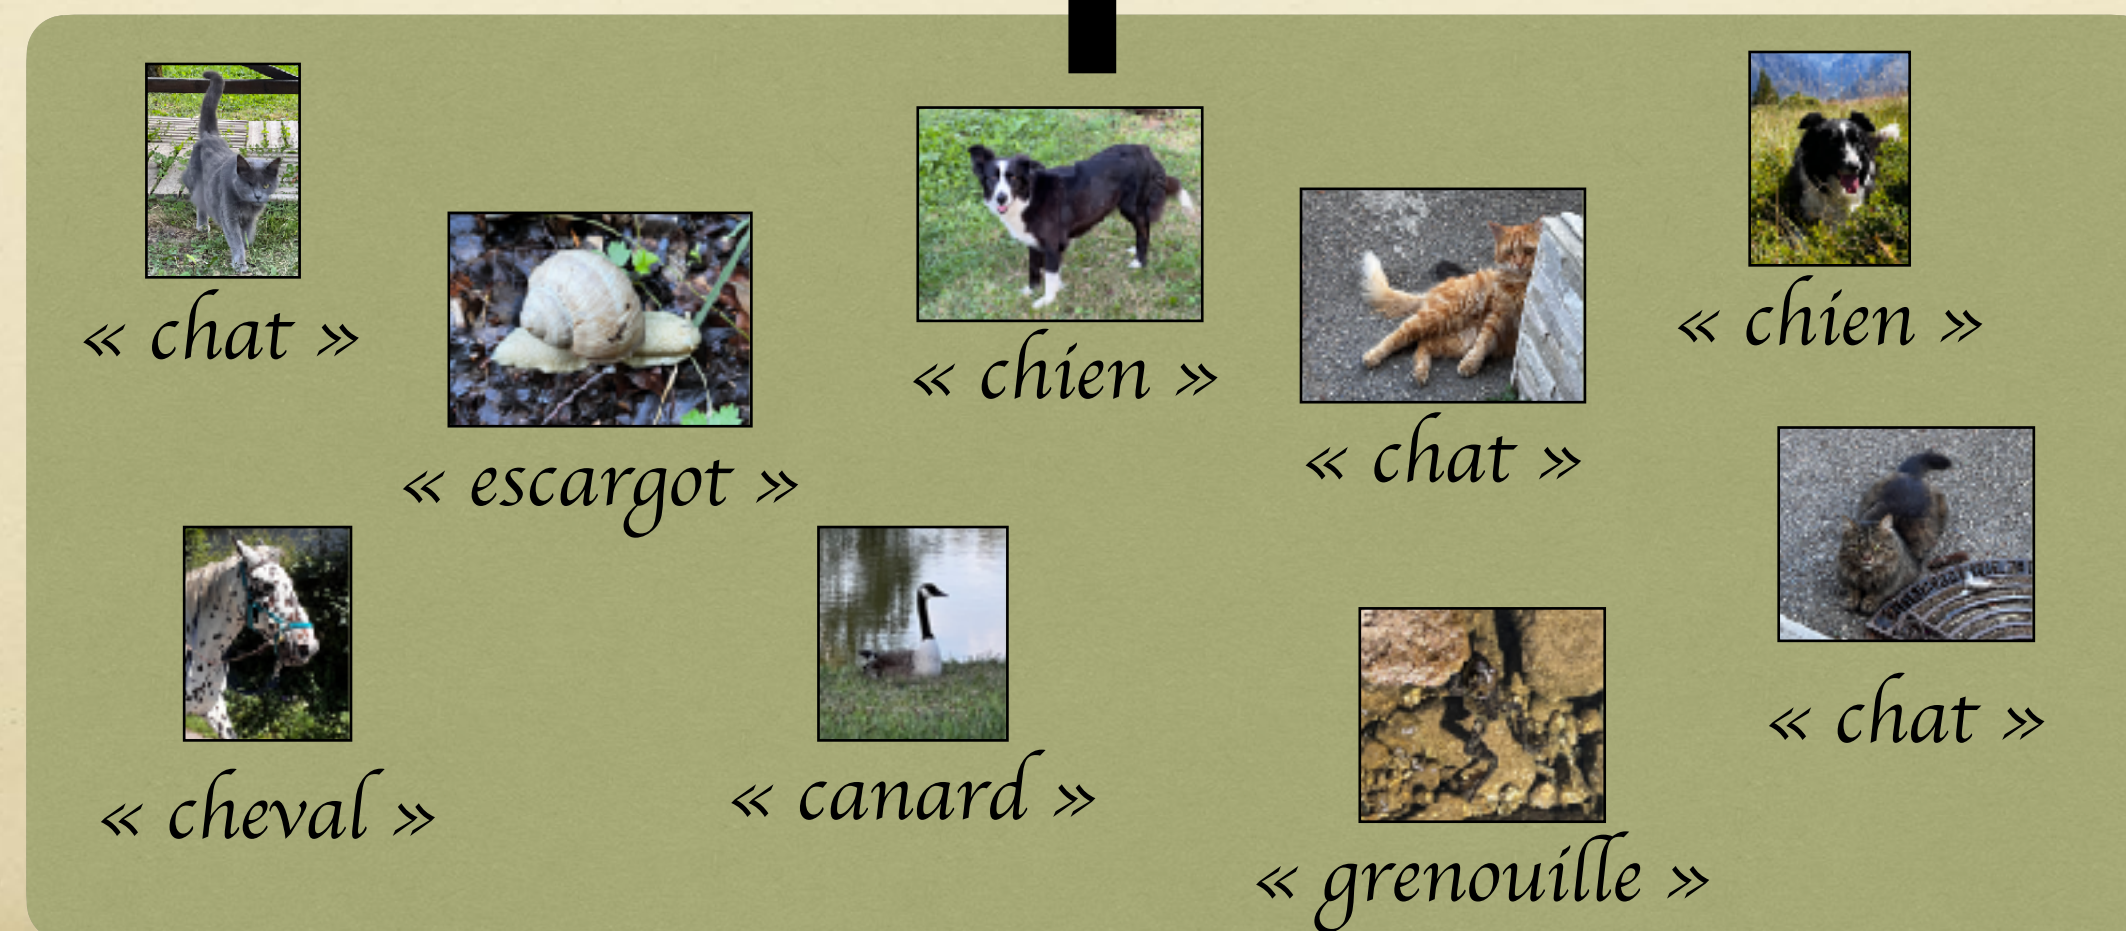 « chat »
« escargot »
« chien »
« chat »
« chien »
« chat »
« cheval »
« canard »
« grenouille »